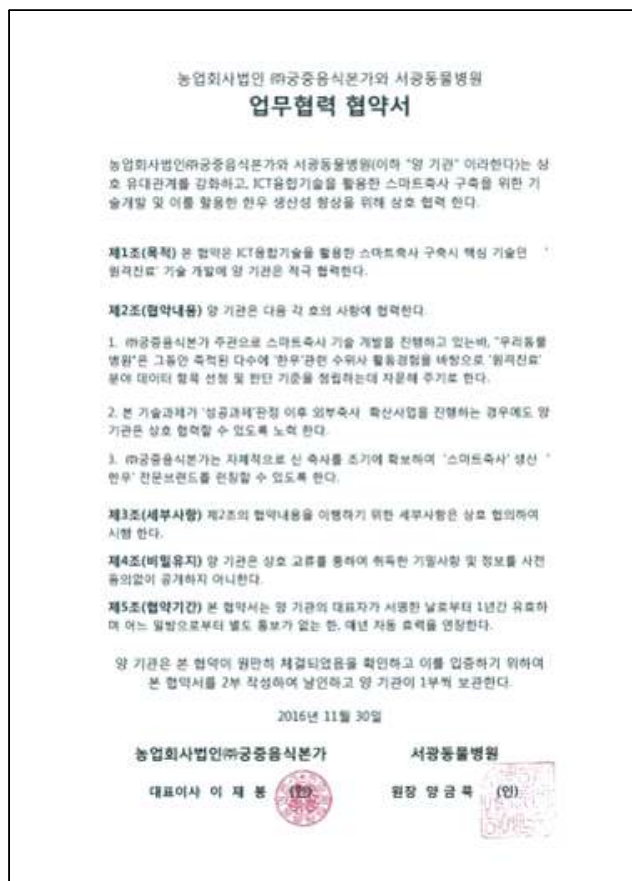 농업회사법인 ㈜궁중음식본가와 서광동물병원
업무협력 협약서
농업회사법인㈜궁중음식본가와 서광동물병원(이하 "양 기관" 이라한다)는 상
호 유대관계를 강화하고, ICT융합기술을 활용한 스마트축사 구축을 위한 기
술개발 및 이를 활용한 한우 생산성 향상을 위해 상호 협력 한다.
제1조(목적) 본 협약은 ICT융합기술을 활용한 스마트축사 구축시 핵심 기술인 '
원격진료' 기술 개발에 양 기관은 적극 협력한다.
제2조(협약내용) 양 기관은 다음 각 호의 사항에 협력한다.
1. ㈜궁중음식본가 주관으로 스마트축사 기술 개발을 진행하고 있는바, "우리동물
병원"은 그동안 축적된 다수에 '한우'관련 수위사 활동경험을 바탕으로 '원격진료'
분야 데이터 항목 선정 및 판단 기준을 정립하는데 자문해 주기로 한다.
2. 본 기술과제가 '성공과제'판정 이후 외부축사 확산사업을 진행하는 경우에도 양
기관은 상호 협력할 수 있도록 노력 한다.
3. ㈜궁중음식본가는 자체적으로 신 축사를 조기에 확보하여 '스마트축사' 생산 '
한우' 전문브랜드를 런칭할 수 있도록 한다.
제3조(세부사항) 제2조의 협약내용을 이행하기 위한 세부사항은 상호 협의하여
시행 한다.
제4조(비밀유지) 양 기관은 상호 교류를 통하여 취득한 기밀사항 및 정보를 사전
동의없이 공개하지 아니한다.
제5조(협약기간) 본 협약서는 양 기관의 대표자가 서명한 날로부터 1년간 유효하
며 어느 일방으로부터 별도 통보가 없는 한, 매년 자동 효력을 연장한다.
양 기관은 본 협약이 원만히 체결되었음을 확인하고 이를 입증하기 위하여
본 협약서를 2부 작성하여 날인하고 양 기관이 1부씩 보관한다.
2016년 11월 30일
농업회사법인㈜궁중음식본가 서광동물병원
대표이사 이 재 봉 (인) 원장 양 금 록 (인)